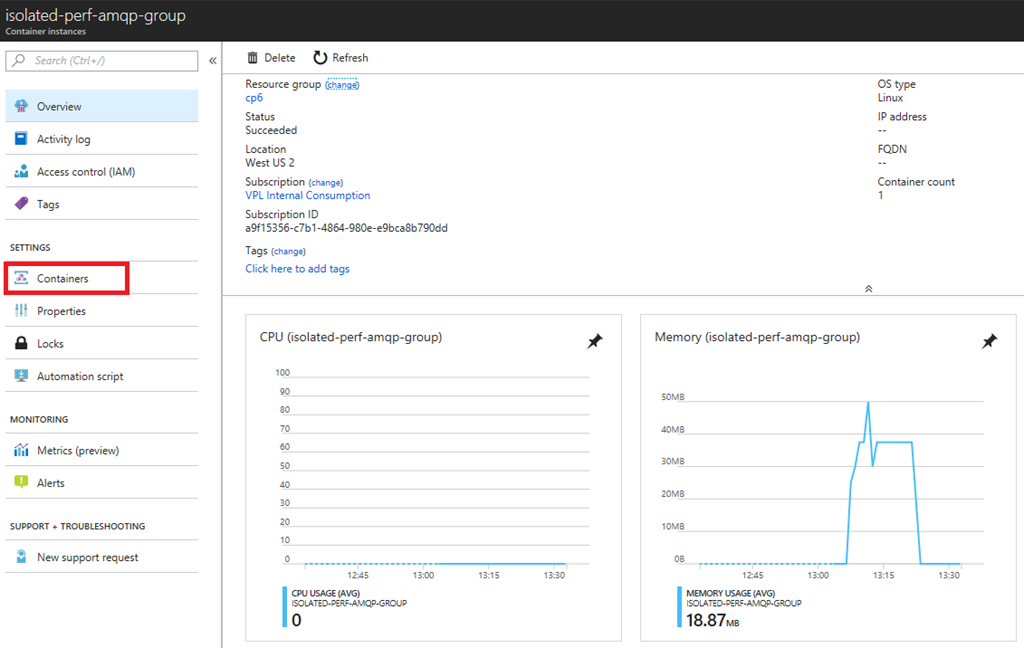 isolated-perf-amqp-group
Container instances
Search (Ctrl+/)
«
Overview
Activity log
Access control (IAM)
Tags
SETTINGS
Containers
Properties
Locks
Automation script
MONITORING
Metrics (preview)
Alerts
SUPPORT + TROUBLESHOOTING
New support request
Delete Refresh
Resource group (change)
cp6
Status
Succeeded
Location
West US 2
Subscription (change)
VPL Internal Consumption
Subscription ID
a9f15356-c7b1-4864-980e-e9bca8b790dd
Tags (change)
Click here to add tags
OS type
Linux
IP address
--
FQDN
--
Container count
1
CPU (isolated-perf-amqp-group)
100
90
80
70
60
50
40
30
20
10
0
12:45 13:00 13:15 13:30
CPU USAGE (AVG)
ISOLATED-PERF-AMQP-GROUP
0
Memory (isolated-perf-amqp-group)
50MB
40MB
30MB
20MB
10MB
0B
12:45 13:00 13:15 13:30
MEMORY USAGE (AVG)
ISOLATED-PERF-AMQP-GROUP
18.87MB